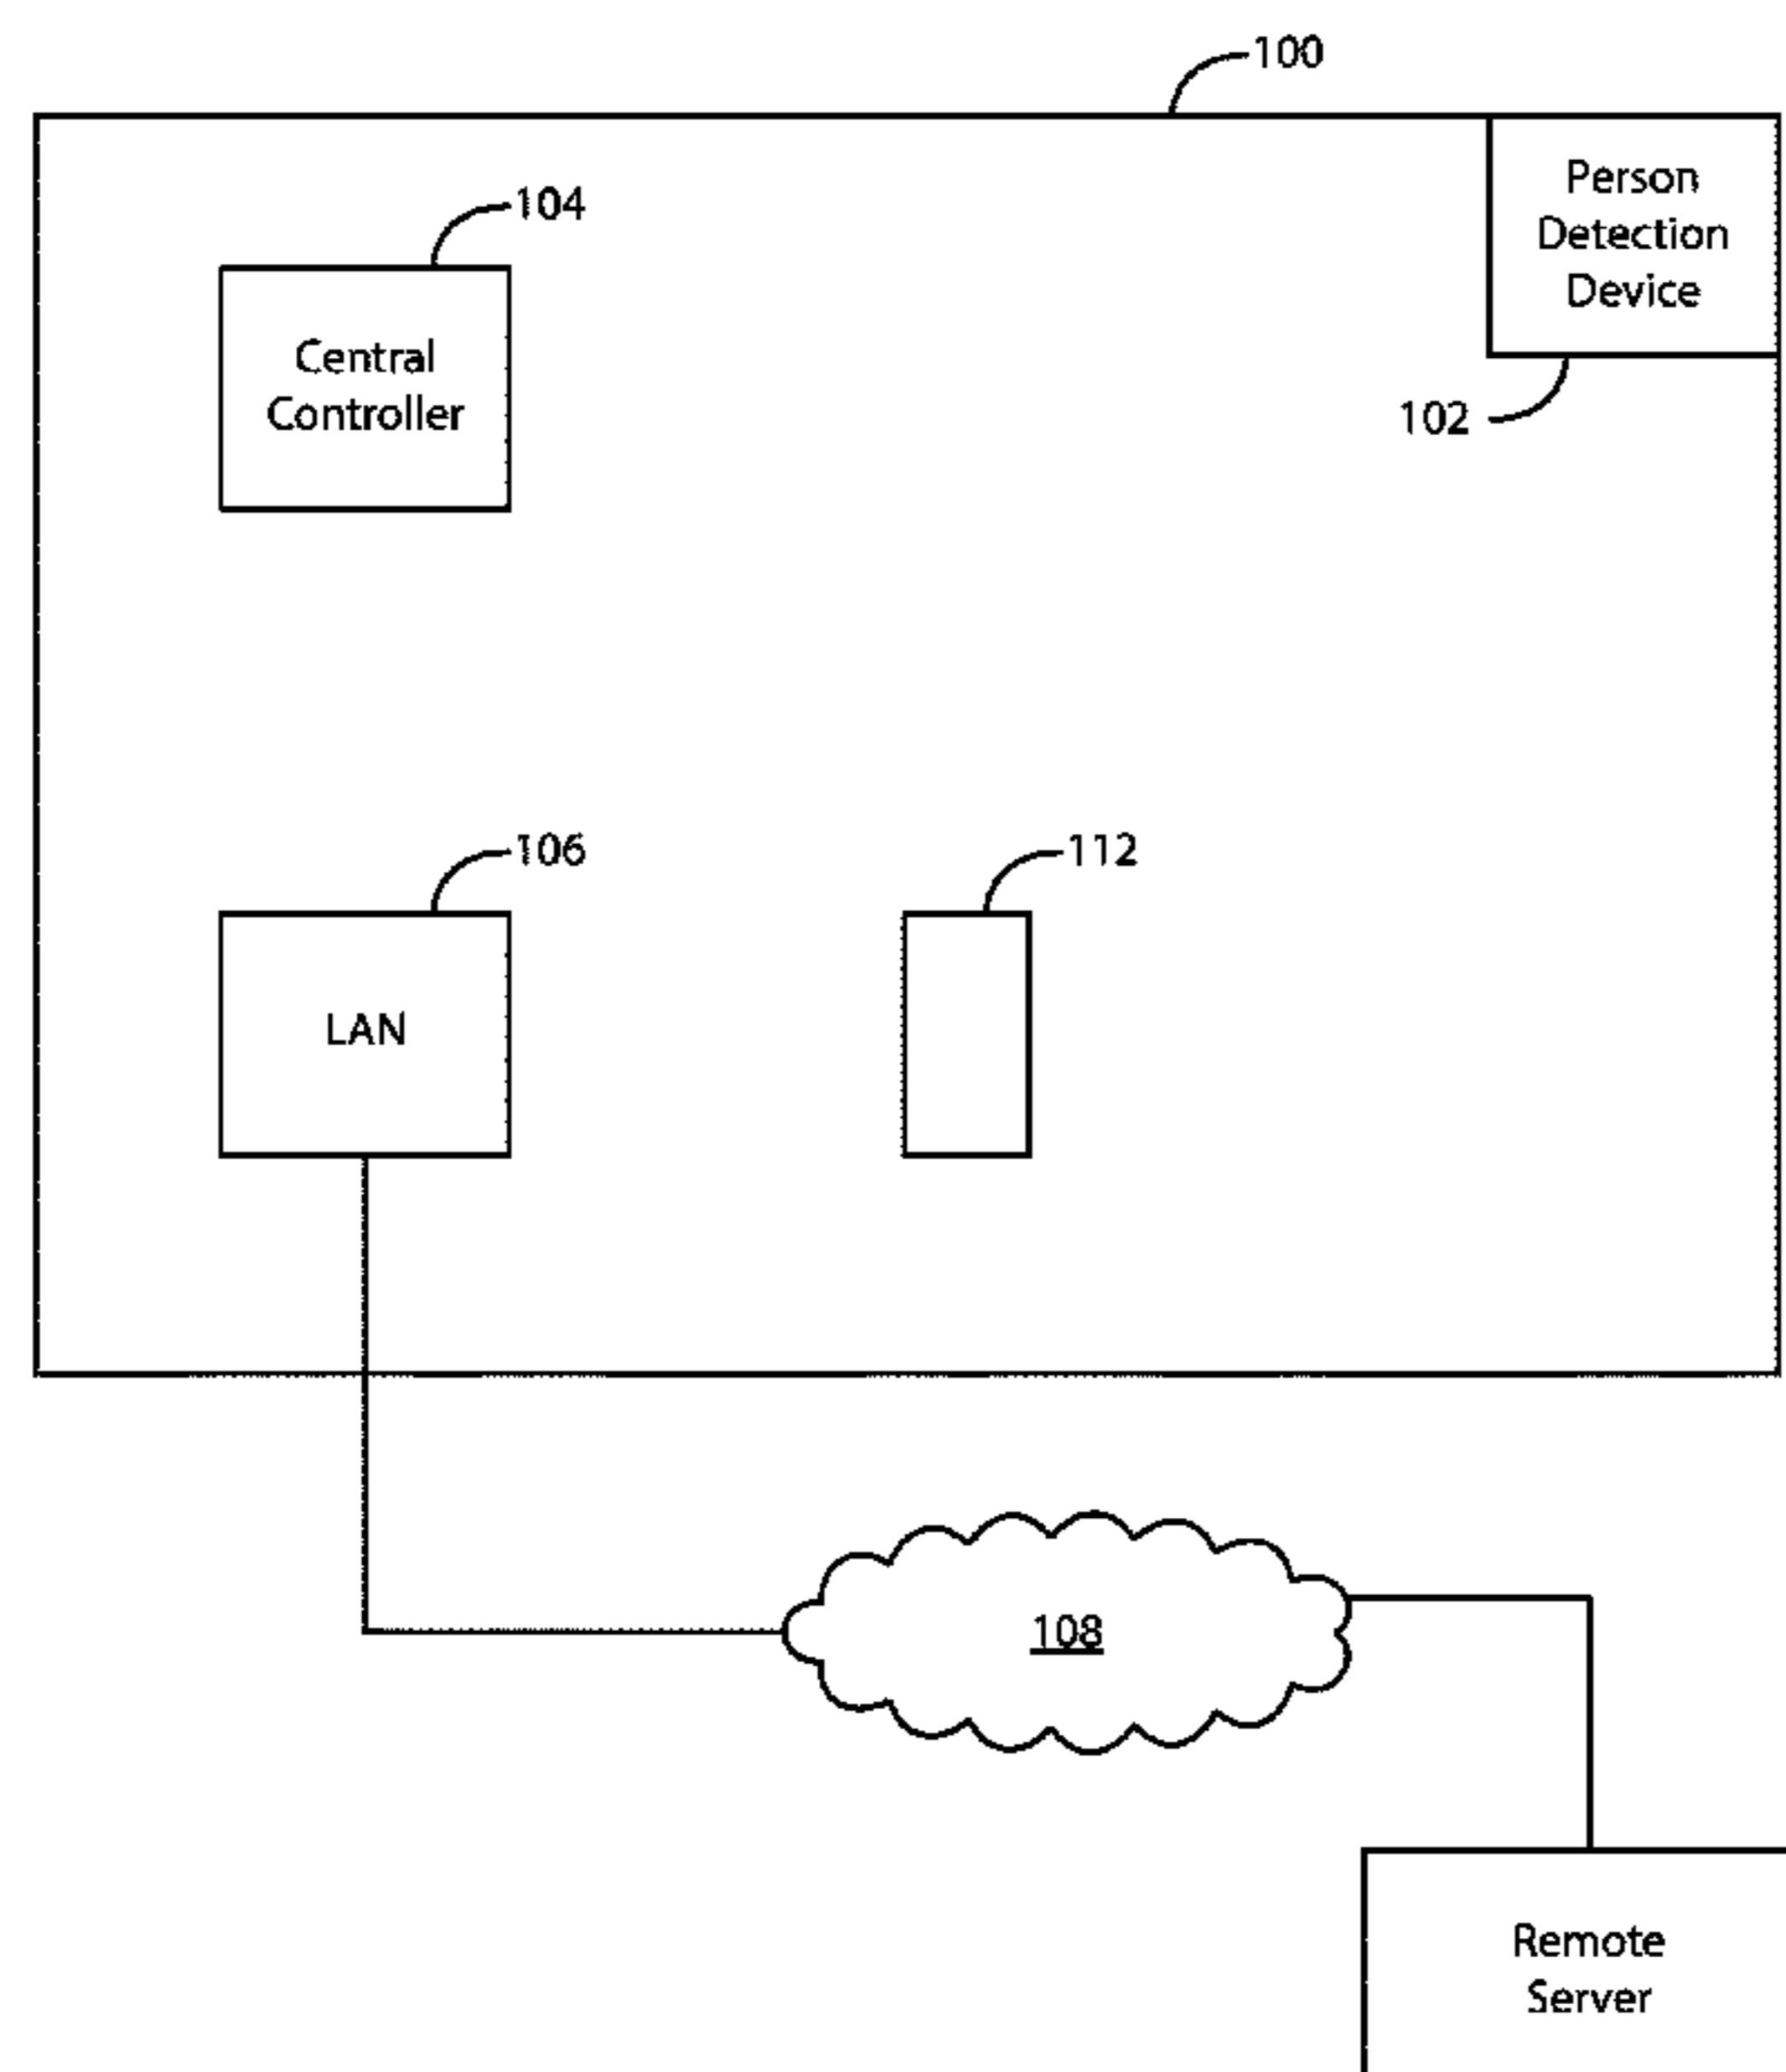 100
Person
Detection
Device
104
Central
Controller
102
106
112
LAN
108
Remote
Server